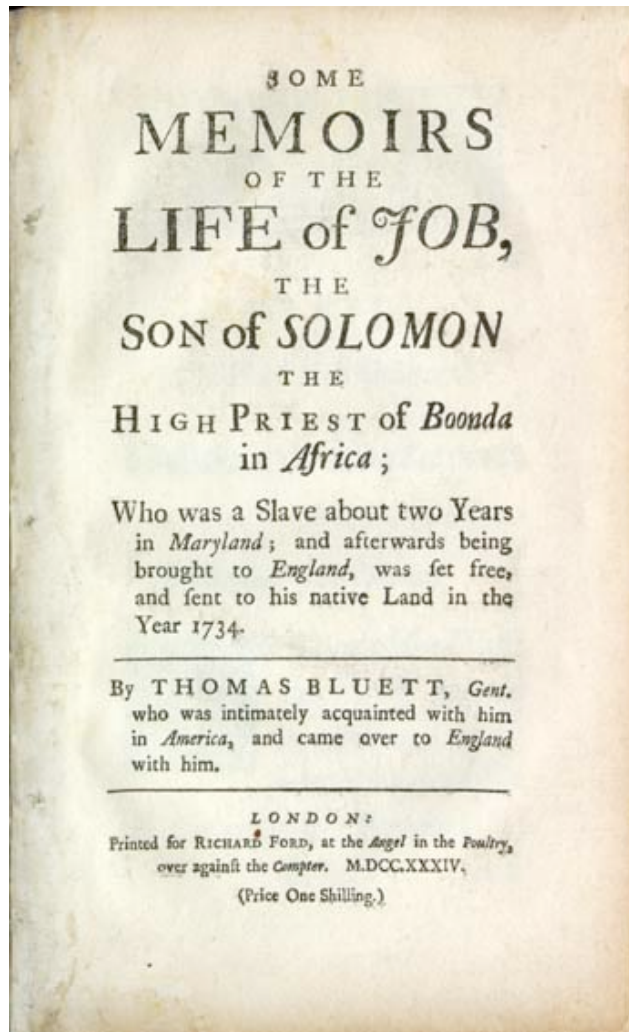 SOME
MEMOIRS
OF THE
LIFE of JOB,
THE
SON of SOLOMON
THE
HIGH PRIEST of Boonda
in Africa;
Who was a Slave about two Years
in Maryland; and afterwards being
brought to England, was ſet free,
and ſent to his native Land in the
Year 1734.
By THOMAS BLUETT, Gent.
who was intimately acquainted with him
in America, and came over to England
with him.
LONDON:
Printed for RICHARD FORD, at the Angel in the Poultry,
over againſt the Compter. M.DCC.XXXIV.
(Price One Shilling.)